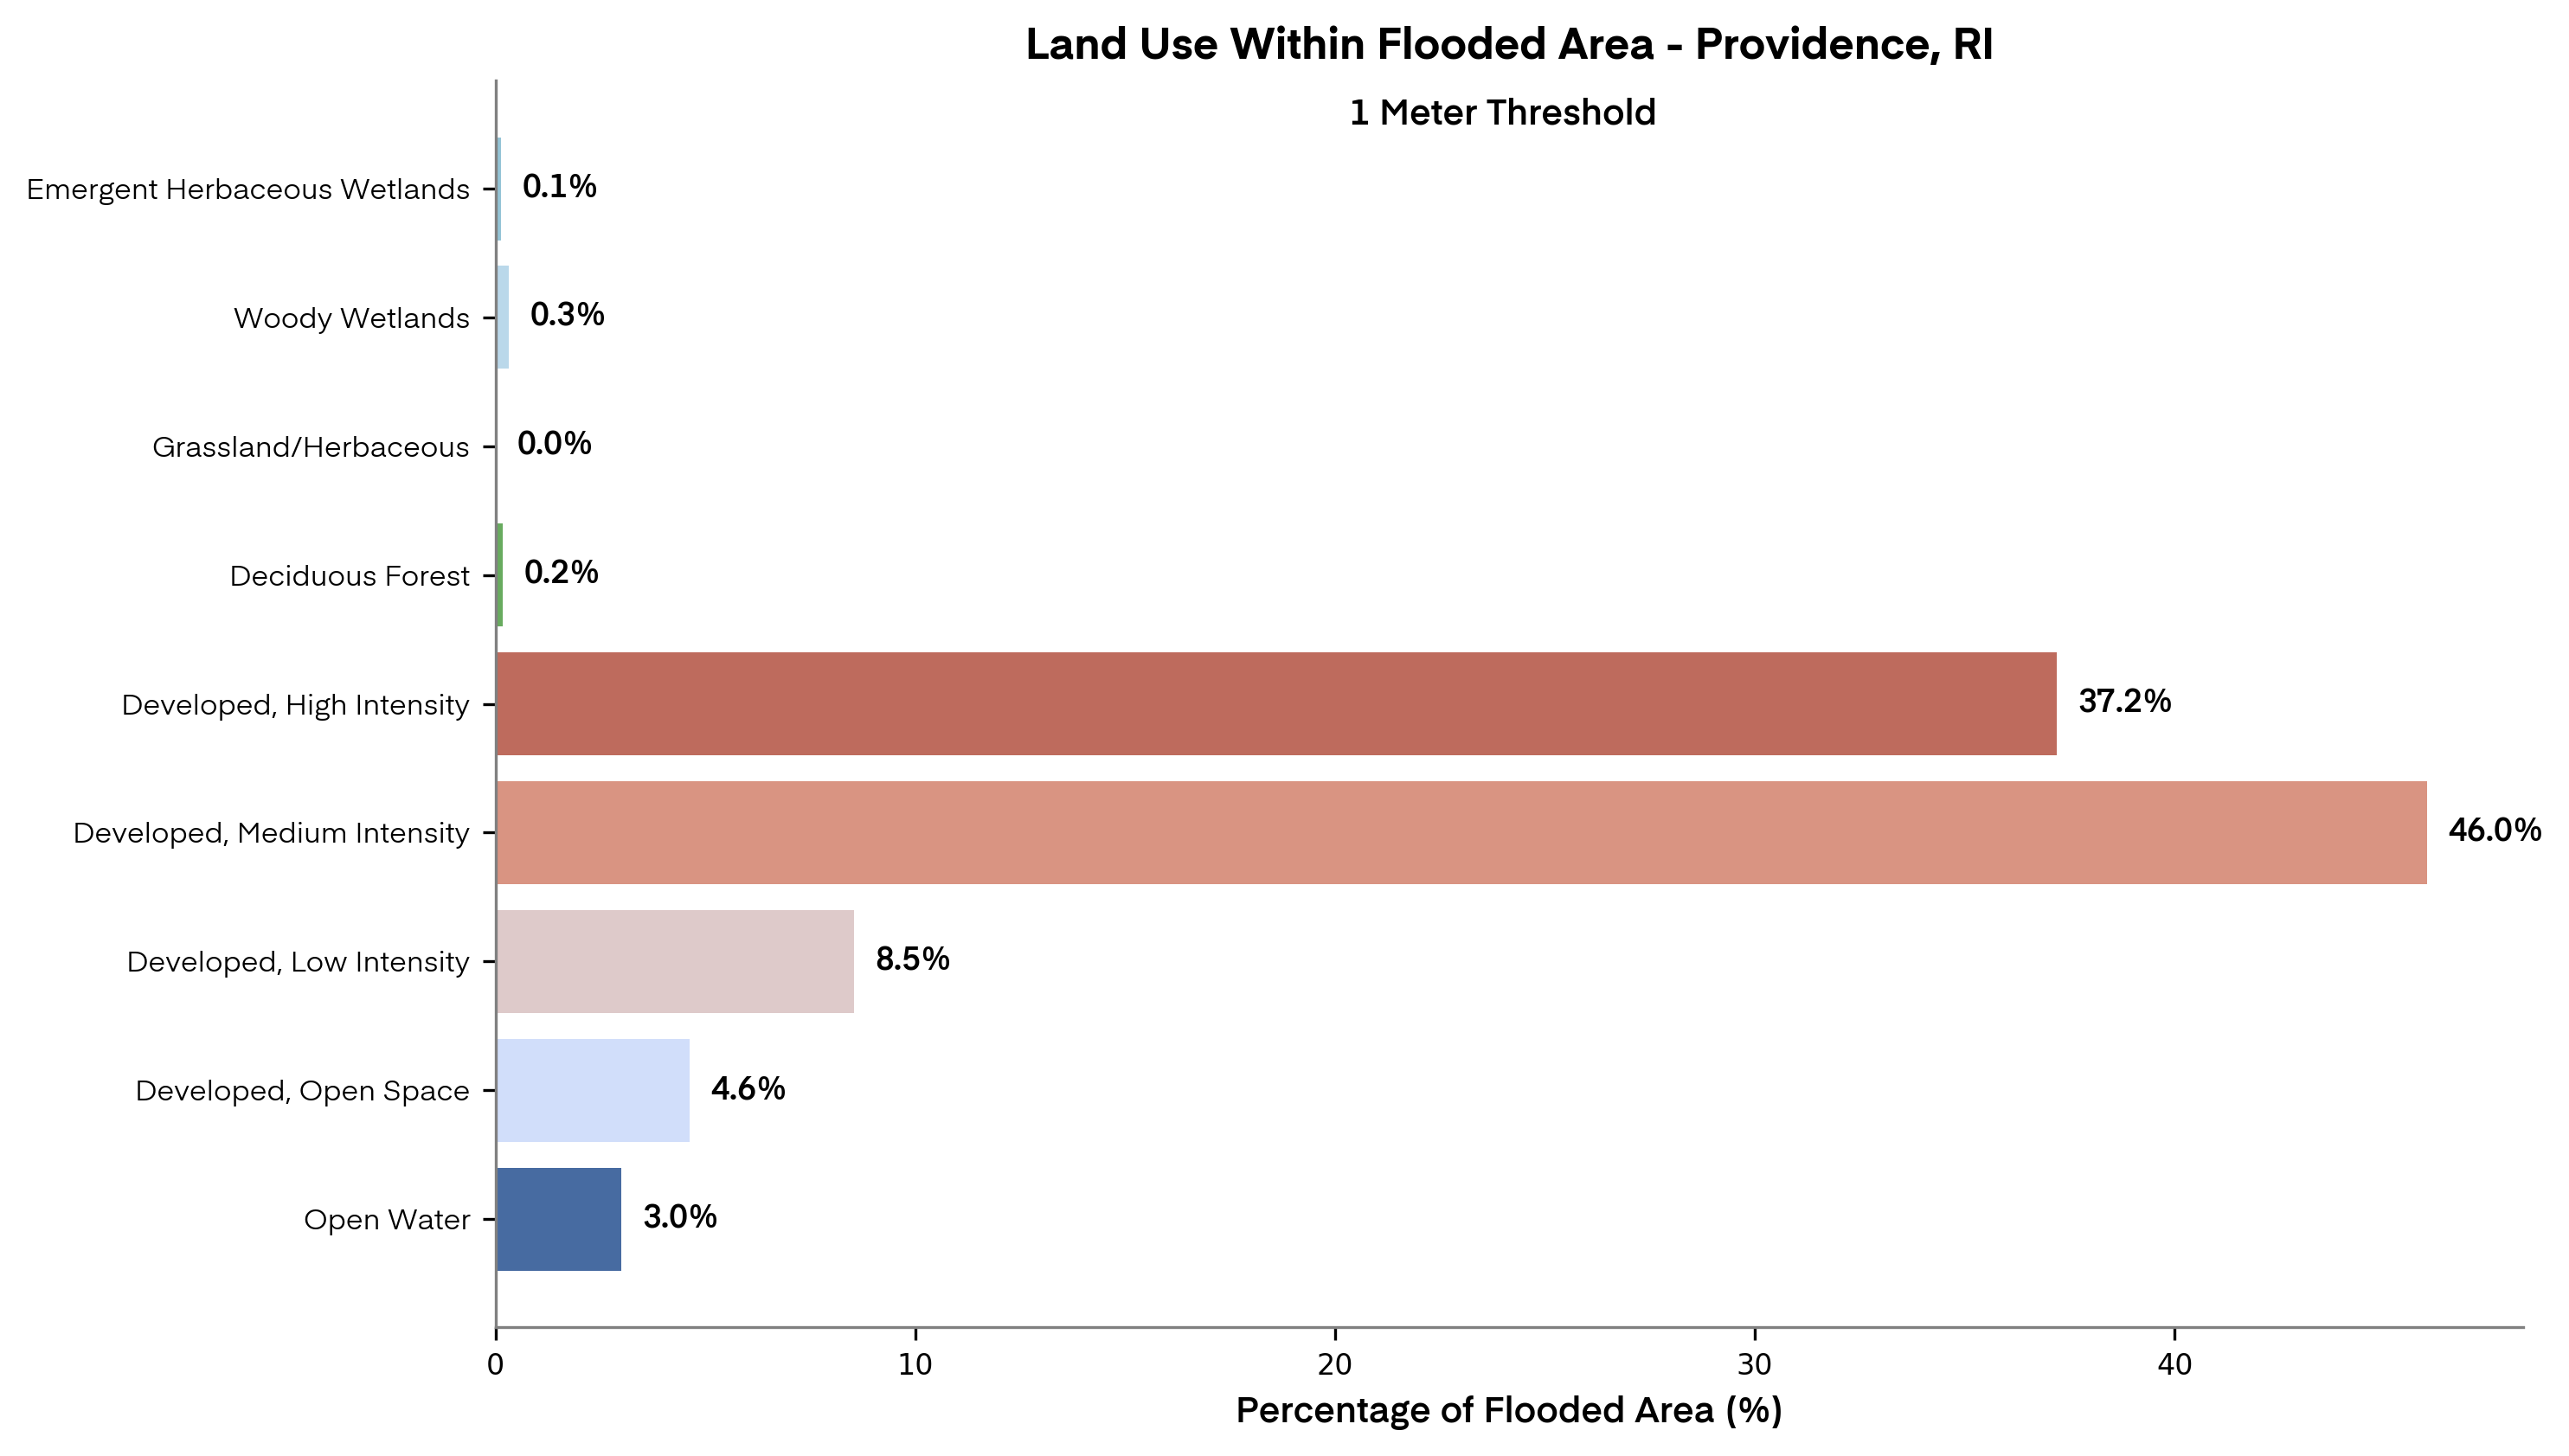 Land Use Within Flooded Area - Providence, RI
1 Meter Threshold
Emergent Herbaceous Wetlands 0.1%
Woody Wetlands 0.3%
Grassland/Herbaceous 0.0%
Deciduous Forest 0.2%
Developed, High Intensity 37.2%
Developed, Medium Intensity 46.0%
Developed, Low Intensity 8.5%
Developed, Open Space 4.6%
Open Water 3.0%
0 10 20 30 40
Percentage of Flooded Area (%)